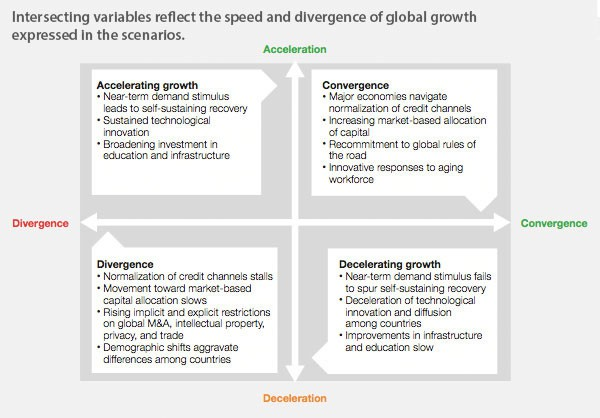 Intersecting variables reflect the speed and divergence of global growth
expressed in the scenarios.
Acceleration
Accelerating growth
• Near-term demand stimulus
leads to self-sustaining recovery
• Sustained technological
innovation
• Broadening investment in
education and infrastructure
Convergence
• Major economies navigate
normalization of credit channels
• Increasing market-based allocation
of capital
• Recommitment to global rules of
the road
• Innovative responses to aging
workforce
Divergence
Convergence
Divergence
• Normalization of credit channels stalls
• Movement toward market-based
capital allocation slows
• Rising implicit and explicit restrictions
on global M&A, intellectual property,
privacy, and trade
• Demographic shifts aggravate
differences among countries
Decelerating growth
• Near-term demand stimulus fails
to spur self-sustaining recovery
• Deceleration of technological
innovation and diffusion
among countries
• Improvements in infrastructure
and education slow
Deceleration